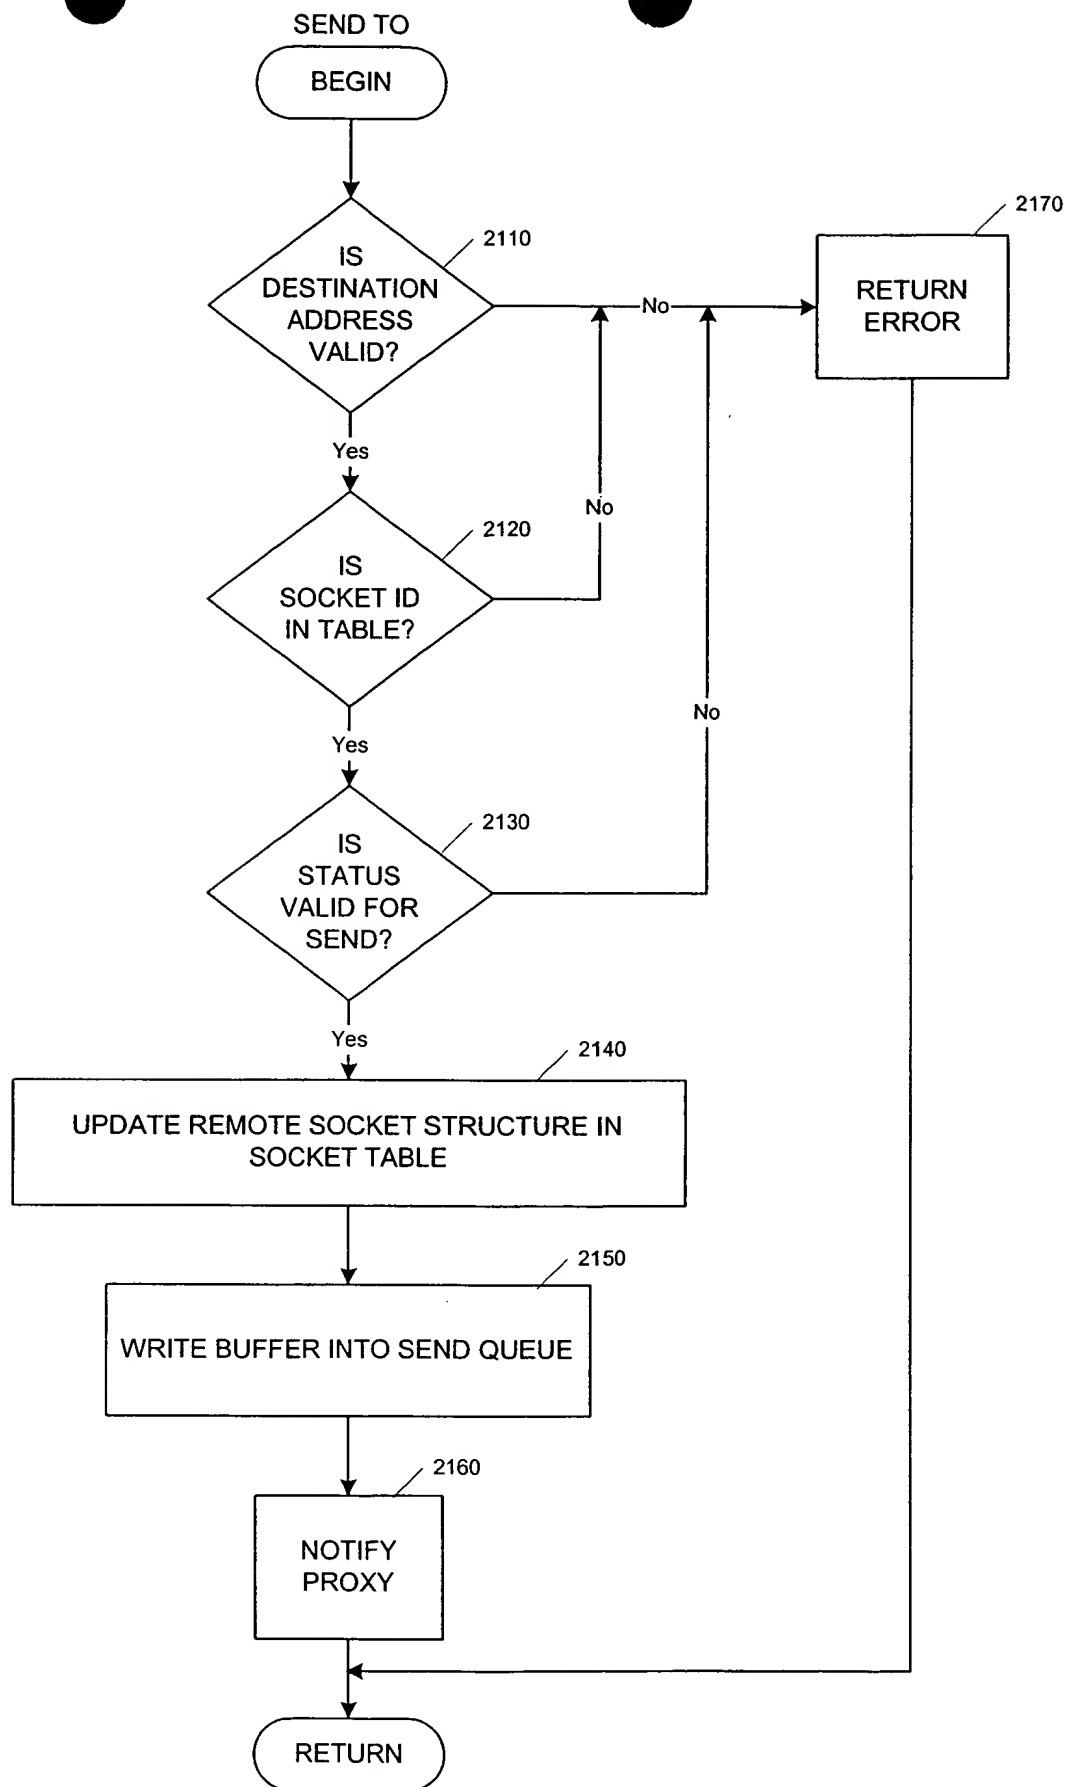 SEND TO
BEGIN
2110
IS
DESTINATION
ADDRESS
VALID?
No
2170
RETURN
ERROR
Yes
2120
IS
SOCKET ID
IN TABLE?
No
Yes
2130
IS
STATUS
VALID FOR
SEND?
No
Yes
2140
UPDATE REMOTE SOCKET STRUCTURE IN
SOCKET TABLE
2150
WRITE BUFFER INTO SEND QUEUE
2160
NOTIFY
PROXY
RETURN